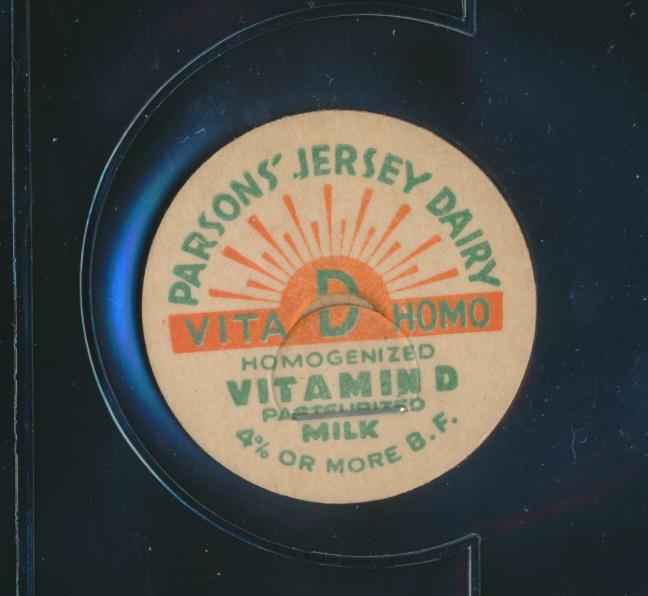 PARSONS' JERSEY DAIRY
VITA D HOMO
HOMOGENIZED
VITAMIN D
PASTEURIZED
MILK
4% OR MORE B.F.